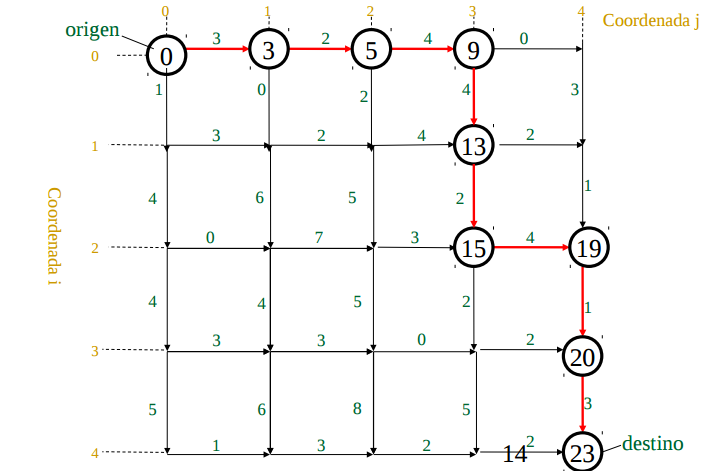 0 1 2 3 4 Coordenada j
origen
3 2 4 0
0 0 3 5 9
1 0 2 4 3
3 2 4 2
1 13
4 6 5 2 1
Coordenada i
0 7 3 4
2 15 19
4 4 5 2 1
3 3 0 2
3 20
5 6 8 5 3
1 3 2 2 destino
4 14 23